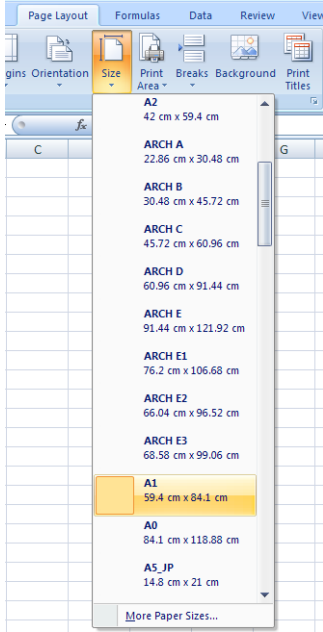 Page Layout Formulas Data Review View
gins Orientation Size Print Area Breaks Background Print Titles
fx
C G
A2
42 cm x 59.4 cm
ARCH A
22.86 cm x 30.48 cm
ARCH B
30.48 cm x 45.72 cm
ARCH C
45.72 cm x 60.96 cm
ARCH D
60.96 cm x 91.44 cm
ARCH E
91.44 cm x 121.92 cm
ARCH E1
76.2 cm x 106.68 cm
ARCH E2
66.04 cm x 96.52 cm
ARCH E3
68.58 cm x 99.06 cm
A1
59.4 cm x 84.1 cm
A0
84.1 cm x 118.88 cm
A5_JP
14.8 cm x 21 cm
More Paper Sizes...